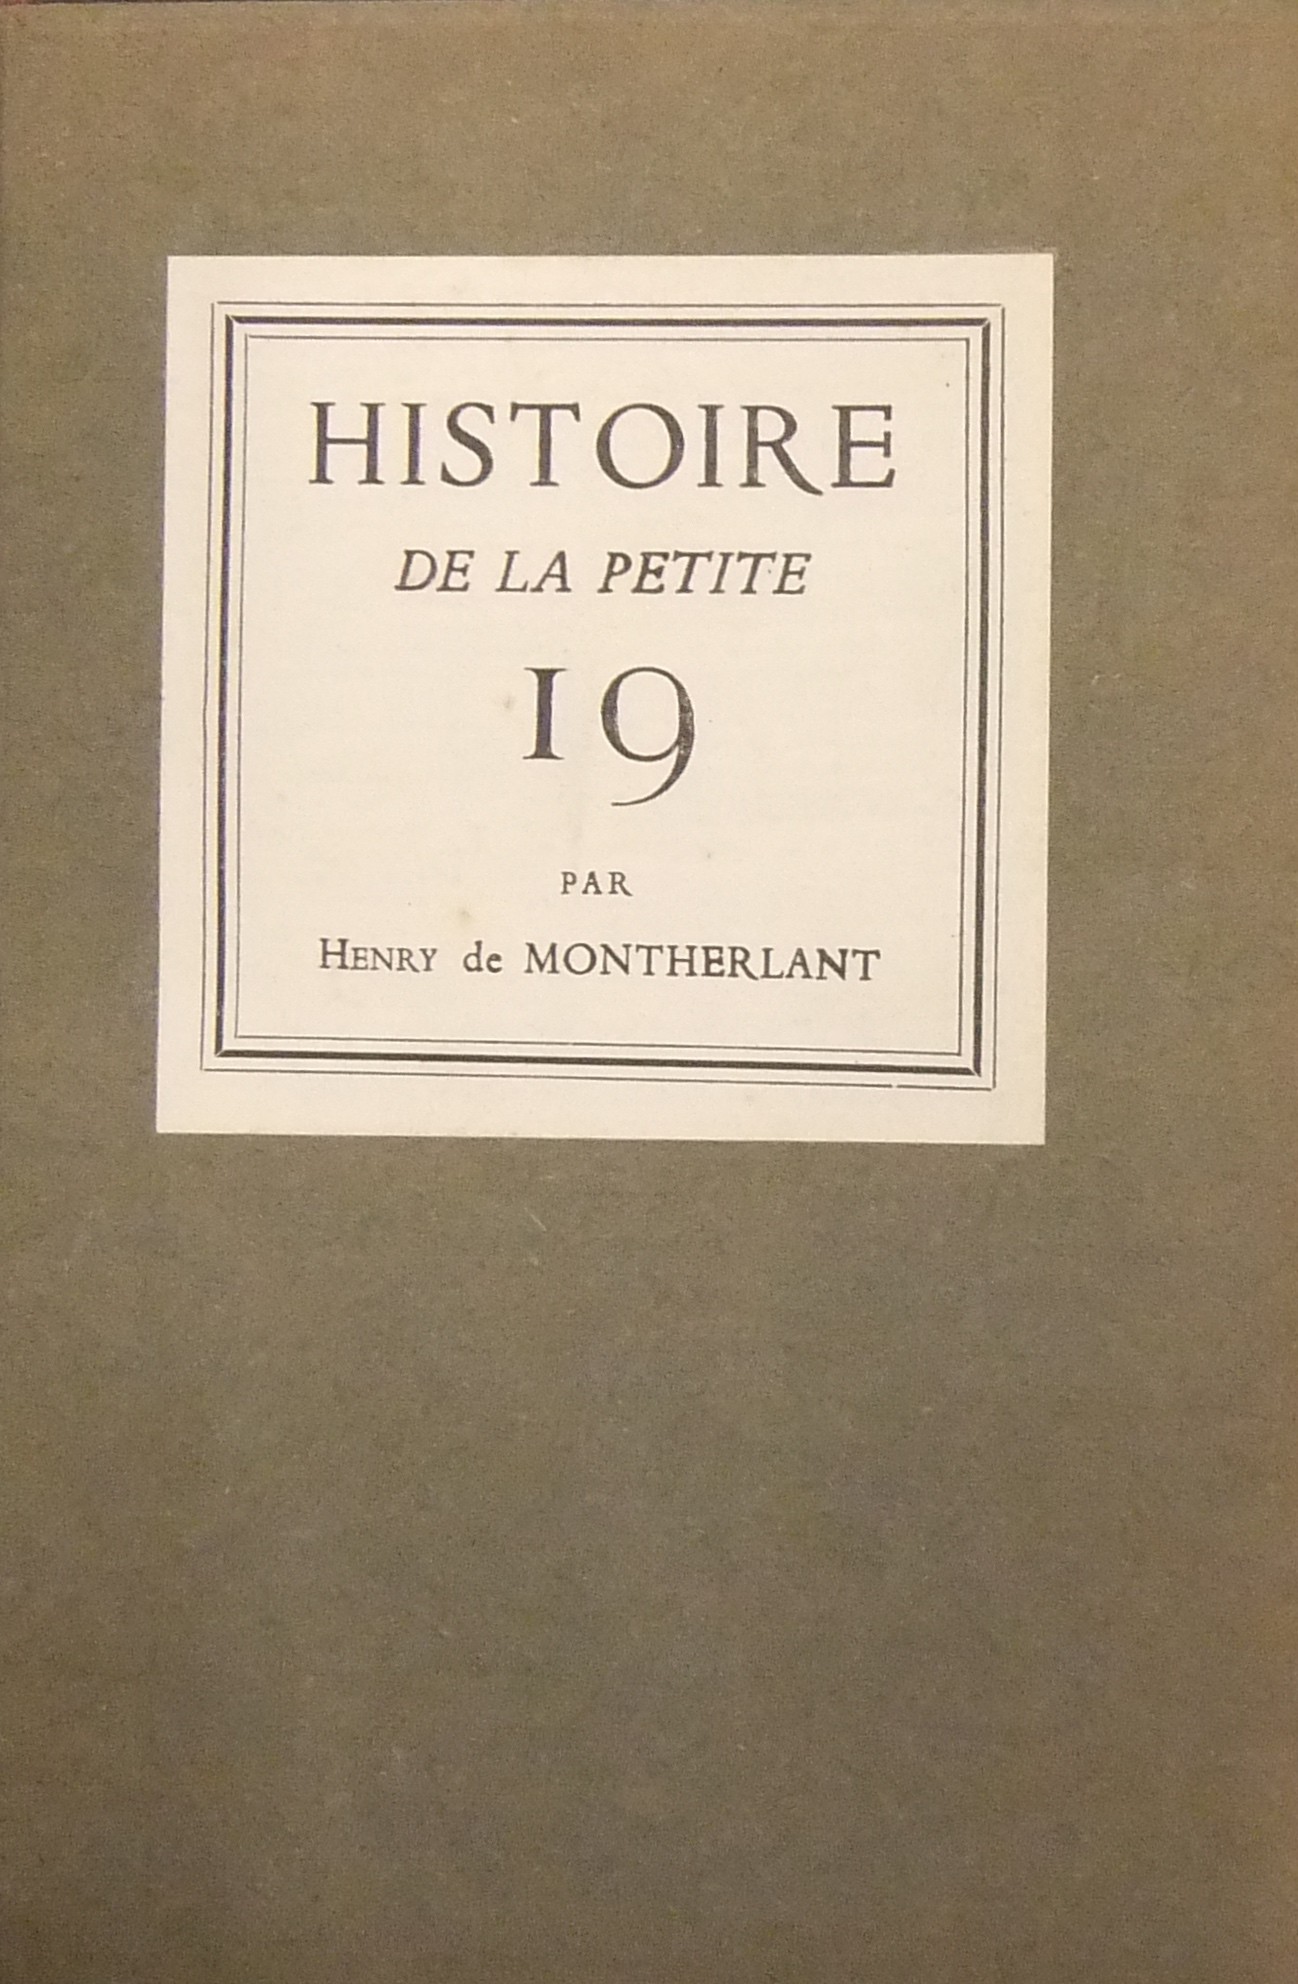 HISTOIRE
DE LA PETITE
19
PAR
HENRY de MONTHERLANT